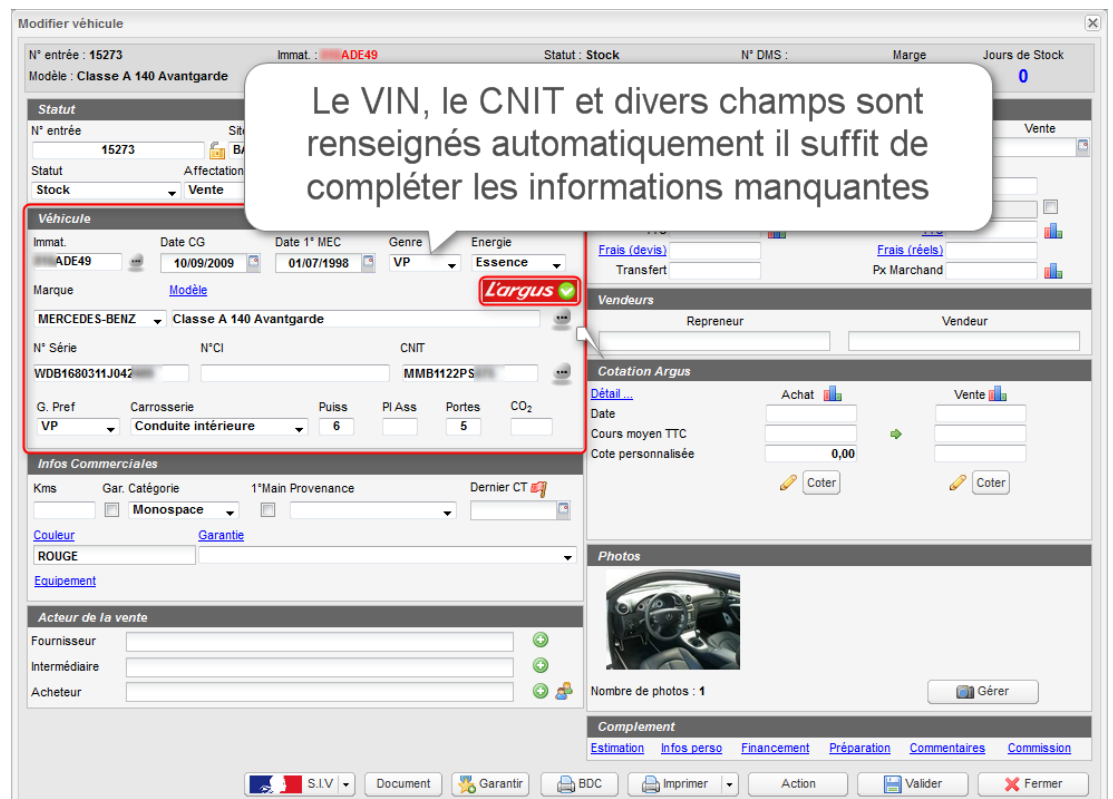 Modifier véhicule
N° entrée : 15273 Immat. : ADE49 Statut : Stock N° DMS : Marge Jours de Stock
Modèle : Classe A 140 Avantgarde 0
Le VIN, le CNIT et divers champs sont
renseignés automatiquement il suffit de
compléter les informations manquantes
Statut
N° entrée
15273
Statut Affectation
Stock Vente
Vente
Véhicule
Immat. Date CG Date 1° MEC Genre Energie
ADE49 10/09/2009 01/07/1998 VP Essence
Marque Modèle L'argus
MERCEDES-BENZ Classe A 140 Avantgarde
N° Série N°CI CNIT
WDB1680311J042 MMB1122PS
G. Pref Carrosserie Puiss Pl Ass Portes CO2
VP Conduite intérieure 6 5
Infos Commerciales
Kms Gar. Catégorie 1°Main Provenance Dernier CT
Monospace
Couleur Garantie
ROUGE
Equipement
Acteur de la vente
Fournisseur
Intermédiaire
Acheteur
Frais (devis) Frais (réels)
Transfert Px Marchand
Vendeurs
Repreneur Vendeur
Cotation Argus
Détail ... Achat Vente
Date
Cours moyen TTC
Cote personnalisée 0,00
Coter Coter
Photos
Nombre de photos : 1 Gérer
Complement
Estimation Infos perso Financement Préparation Commentaires Commission
S.I.V Document Garantir BDC Imprimer Action Valider Fermer